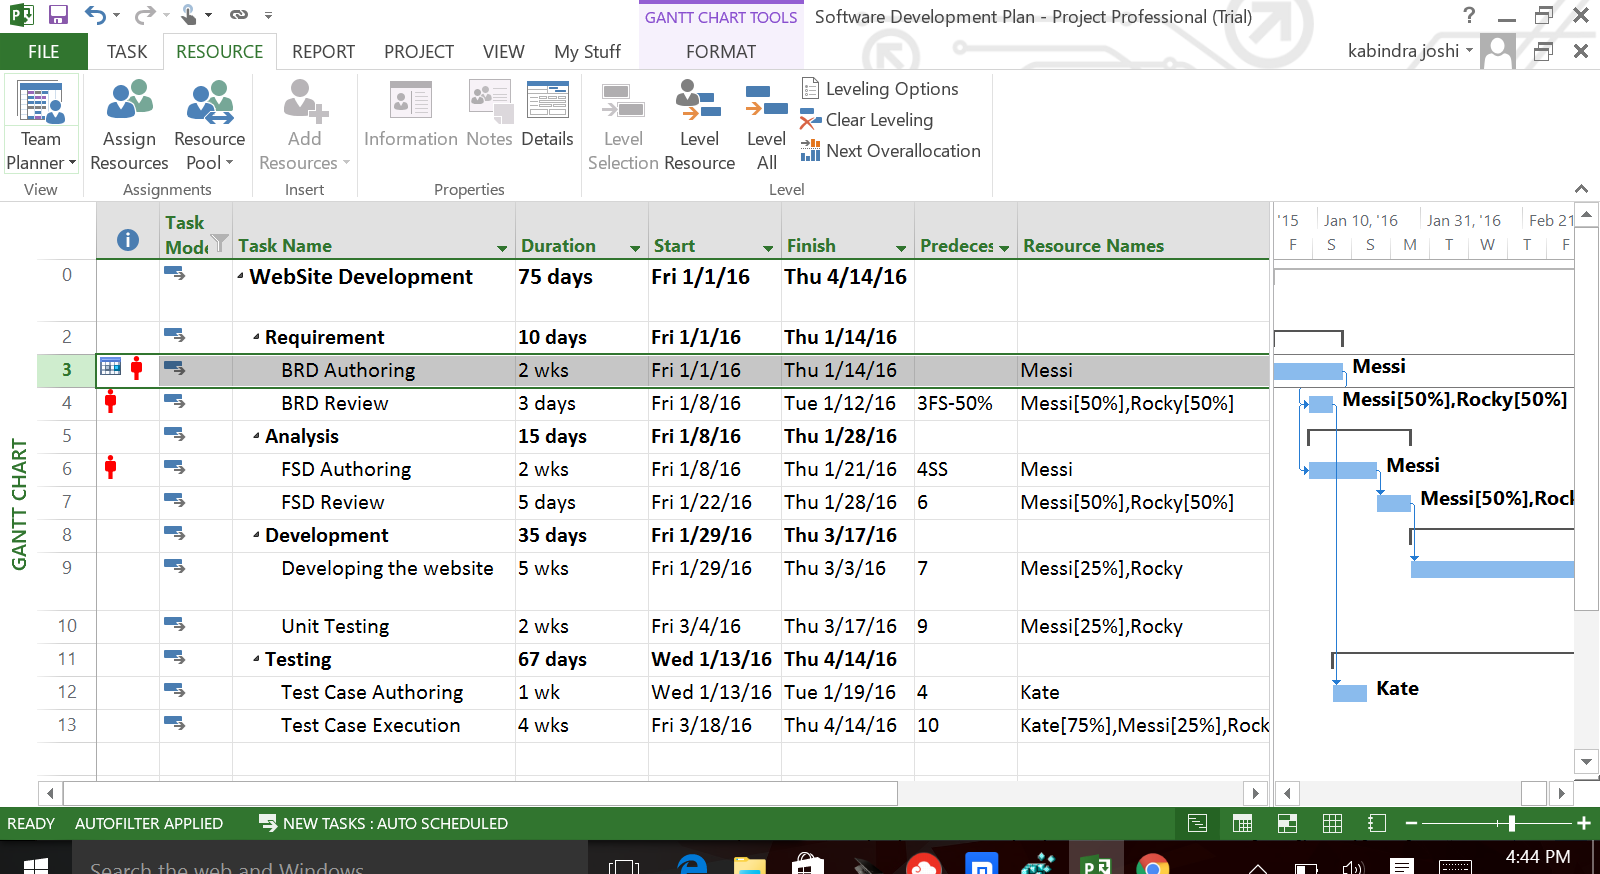 GANTT CHART TOOLS
Software Development Plan - Project Professional (Trial)
FILE TASK RESOURCE REPORT PROJECT VIEW My Stuff FORMAT kabindra joshi
Team Planner
Assign Resources
Resource Pool
Add Resources
Information
Notes
Details
Level Selection
Level Resource
Level All
Leveling Options
Clear Leveling
Next Overallocation
View Assignments Insert Properties Level
GANTT CHART
Task Mode Task Name Duration Start Finish Predeces Resource Names
'15 Jan 10, '16 Jan 31, '16 Feb 21
F S S M T W T F
0 WebSite Development 75 days Fri 1/1/16 Thu 4/14/16
2 Requirement 10 days Fri 1/1/16 Thu 1/14/16
3 BRD Authoring 2 wks Fri 1/1/16 Thu 1/14/16 Messi Messi
4 BRD Review 3 days Fri 1/8/16 Tue 1/12/16 3FS-50% Messi[50%],Rocky[50%] Messi[50%],Rocky[50%]
5 Analysis 15 days Fri 1/8/16 Thu 1/28/16
6 FSD Authoring 2 wks Fri 1/8/16 Thu 1/21/16 4SS Messi Messi
7 FSD Review 5 days Fri 1/22/16 Thu 1/28/16 6 Messi[50%],Rocky[50%] Messi[50%],Rock
8 Development 35 days Fri 1/29/16 Thu 3/17/16
9 Developing the website 5 wks Fri 1/29/16 Thu 3/3/16 7 Messi[25%],Rocky
10 Unit Testing 2 wks Fri 3/4/16 Thu 3/17/16 9 Messi[25%],Rocky
11 Testing 67 days Wed 1/13/16 Thu 4/14/16
12 Test Case Authoring 1 wk Wed 1/13/16 Tue 1/19/16 4 Kate Kate
13 Test Case Execution 4 wks Fri 3/18/16 Thu 4/14/16 10 Kate[75%],Messi[25%],Rock
READY AUTOFILTER APPLIED NEW TASKS : AUTO SCHEDULED
Search the web and Windows
4:44 PM